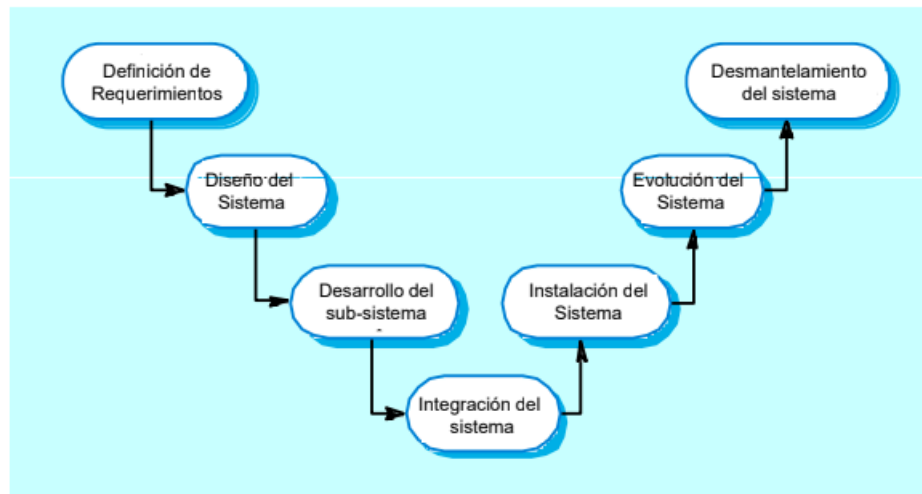 Definición de
Requerimientos
Desmantelamiento
del sistema
Diseño del
Sistema
Evolución del
Sistema
Desarrollo del
sub-sistema
Instalación del
Sistema
Integración del
sistema